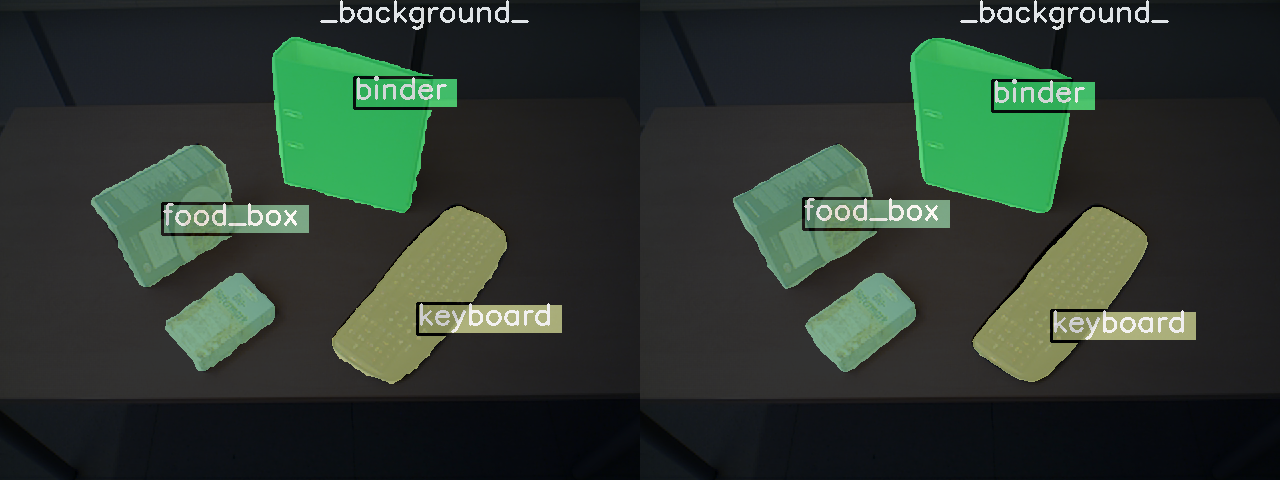 _background_ _background_
binder binder
food_box food_box
keyboard keyboard